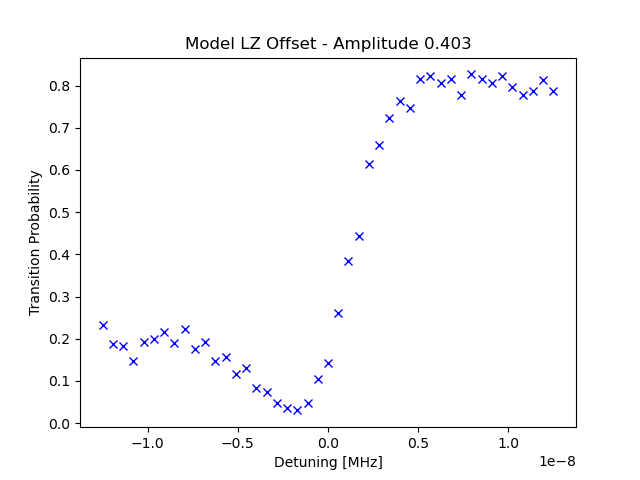 Model LZ Offset - Amplitude 0.403
Transition Probability
0.8
0.7
0.6
0.5
0.4
0.3
0.2
0.1
0.0
−1.0 −0.5 0.0 0.5 1.0
1e−8
Detuning [MHz]